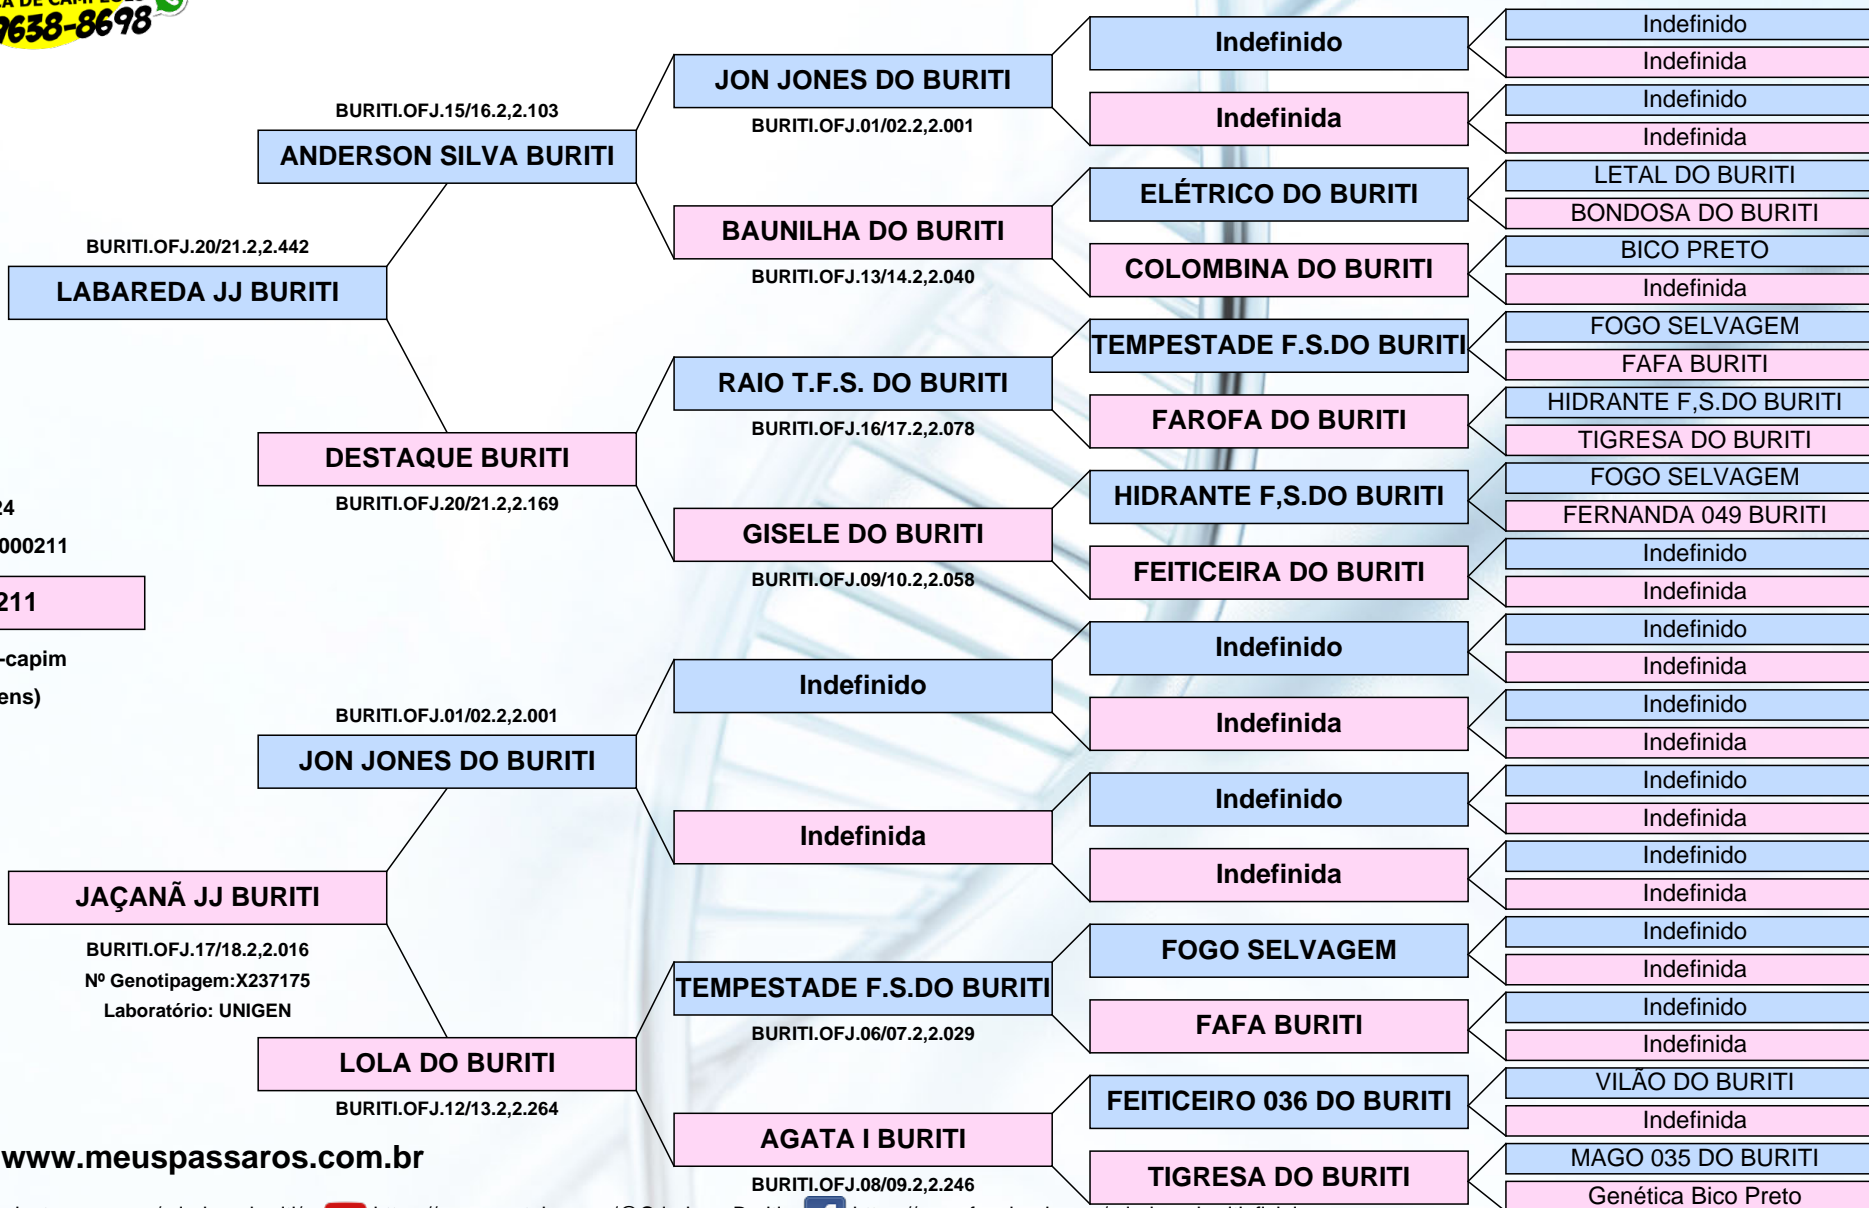 9638-8698
BURITI.OFJ.20/21.2,2.442
LABAREDA JJ BURITI
24
000211
211
-capim
ens)
JAÇANÃ JJ BURITI
BURITI.OFJ.17/18.2,2.016
Nº Genotipagem:X237175
Laboratório: UNIGEN
BURITI.OFJ.15/16.2,2.103
ANDERSON SILVA BURITI
DESTAQUE BURITI
BURITI.OFJ.20/21.2,2.169
BURITI.OFJ.01/02.2,2.001
JON JONES DO BURITI
LOLA DO BURITI
BURITI.OFJ.12/13.2,2.264
JON JONES DO BURITI
BURITI.OFJ.01/02.2,2.001
BAUNILHA DO BURITI
BURITI.OFJ.13/14.2,2.040
RAIO T.F.S. DO BURITI
BURITI.OFJ.16/17.2,2.078
GISELE DO BURITI
BURITI.OFJ.09/10.2,2.058
Indefinido
Indefinida
TEMPESTADE F.S.DO BURITI
BURITI.OFJ.06/07.2,2.029
AGATA I BURITI
BURITI.OFJ.08/09.2,2.246
Indefinido
Indefinida
ELÉTRICO DO BURITI
COLOMBINA DO BURITI
TEMPESTADE F.S.DO BURITI
FAROFA DO BURITI
HIDRANTE F,S.DO BURITI
FEITICEIRA DO BURITI
Indefinido
Indefinida
Indefinido
Indefinida
FOGO SELVAGEM
FAFA BURITI
FEITICEIRO 036 DO BURITI
TIGRESA DO BURITI
Indefinido
Indefinida
Indefinido
Indefinida
LETAL DO BURITI
BONDOSA DO BURITI
BICO PRETO
Indefinida
FOGO SELVAGEM
FAFA BURITI
HIDRANTE F,S.DO BURITI
TIGRESA DO BURITI
FOGO SELVAGEM
FERNANDA 049 BURITI
Indefinido
Indefinida
Indefinido
Indefinida
Indefinido
Indefinida
Indefinido
Indefinida
Indefinido
Indefinida
Indefinido
Indefinida
Indefinido
Indefinida
VILÃO DO BURITI
Indefinida
MAGO 035 DO BURITI
Genética Bico Preto
www.meuspassaros.com.br